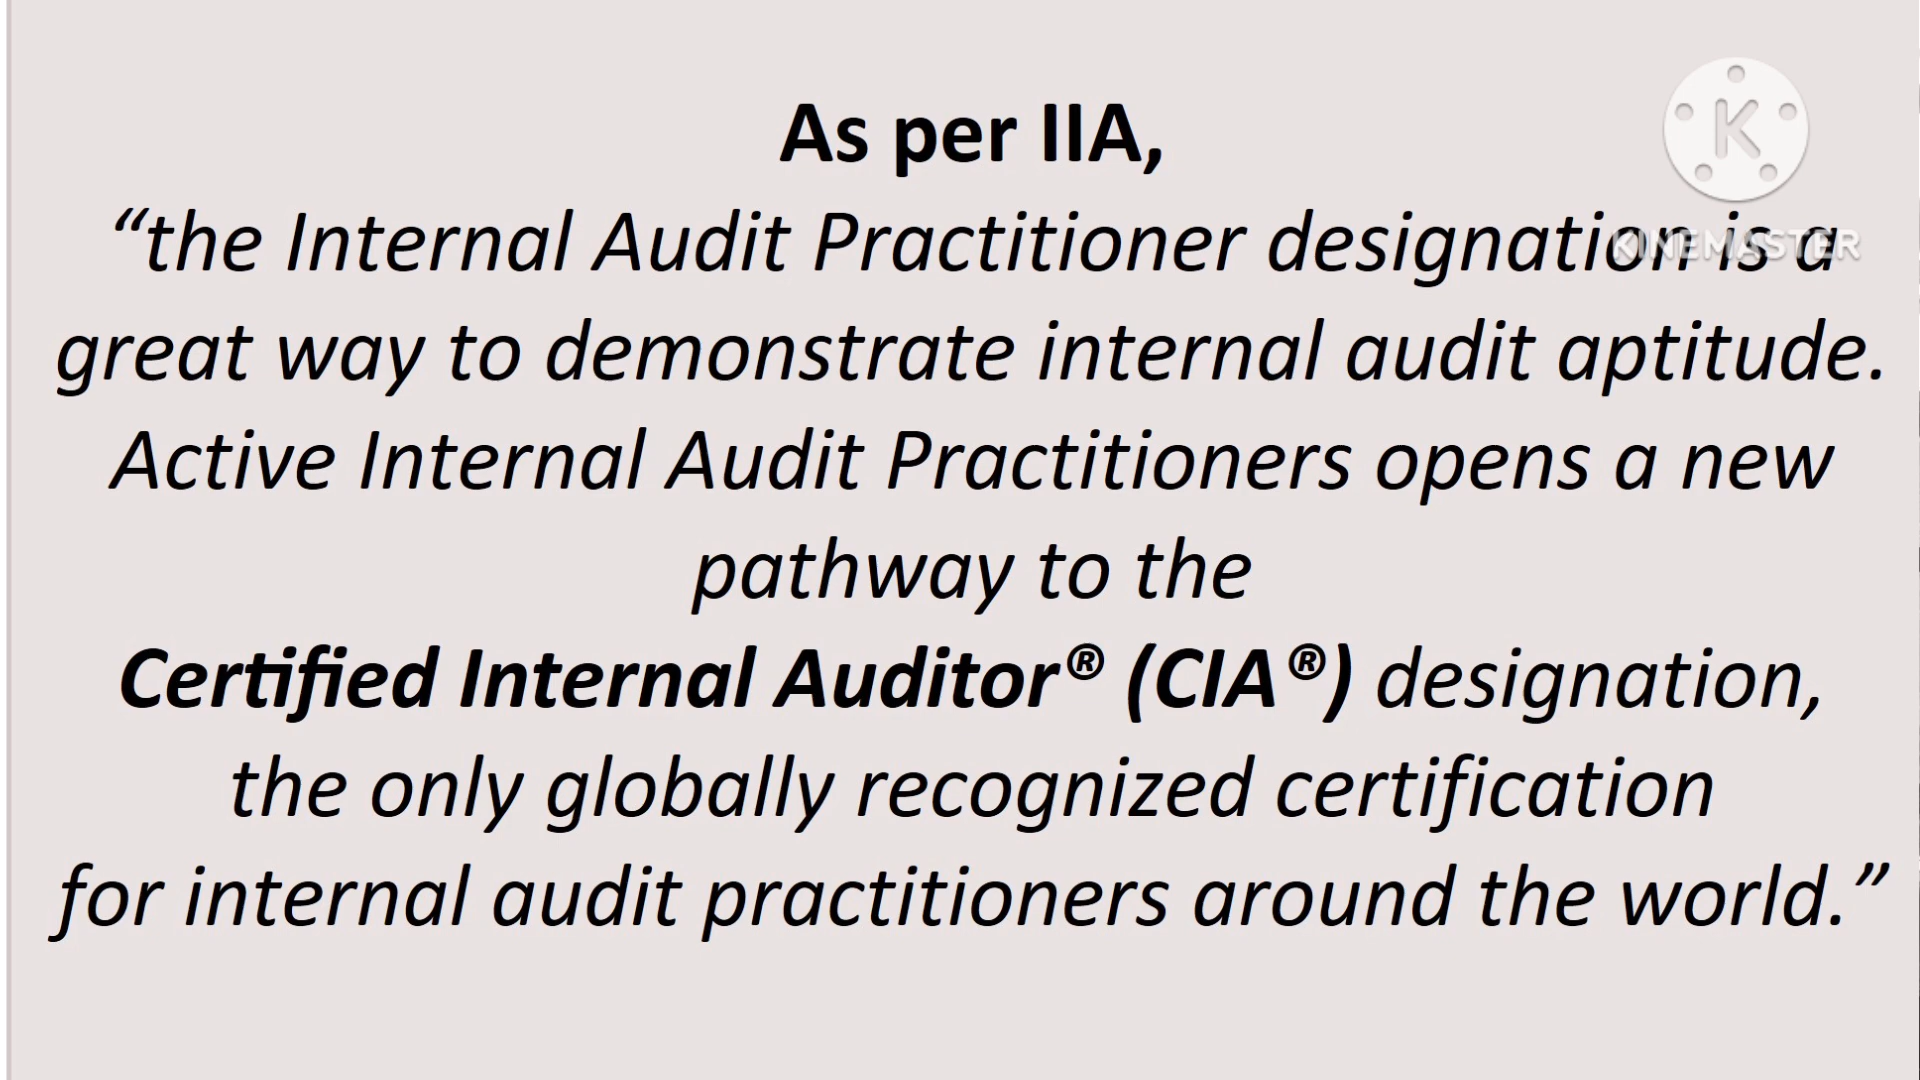 As per IIA,
K
KINEMASTER
“the Internal Audit Practitioner designation is a
great way to demonstrate internal audit aptitude.
Active Internal Audit Practitioners opens a new
pathway to the
Certified Internal Auditor® (CIA®) designation,
the only globally recognized certification
for internal audit practitioners around the world.”